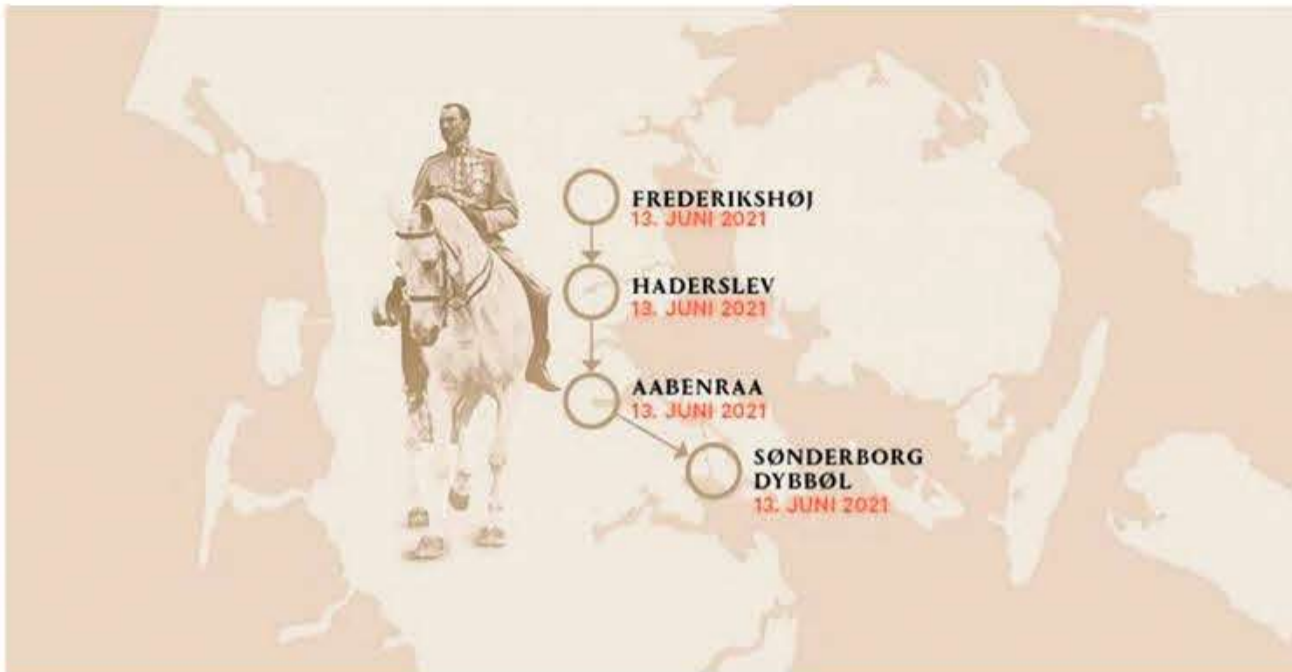 FREDERIKSHØJ
13. JUNI 2021
HADERSLEV
13. JUNI 2021
AABENRAA
13. JUNI 2021
SØNDERBORG
DYBBØL
13. JUNI 2021